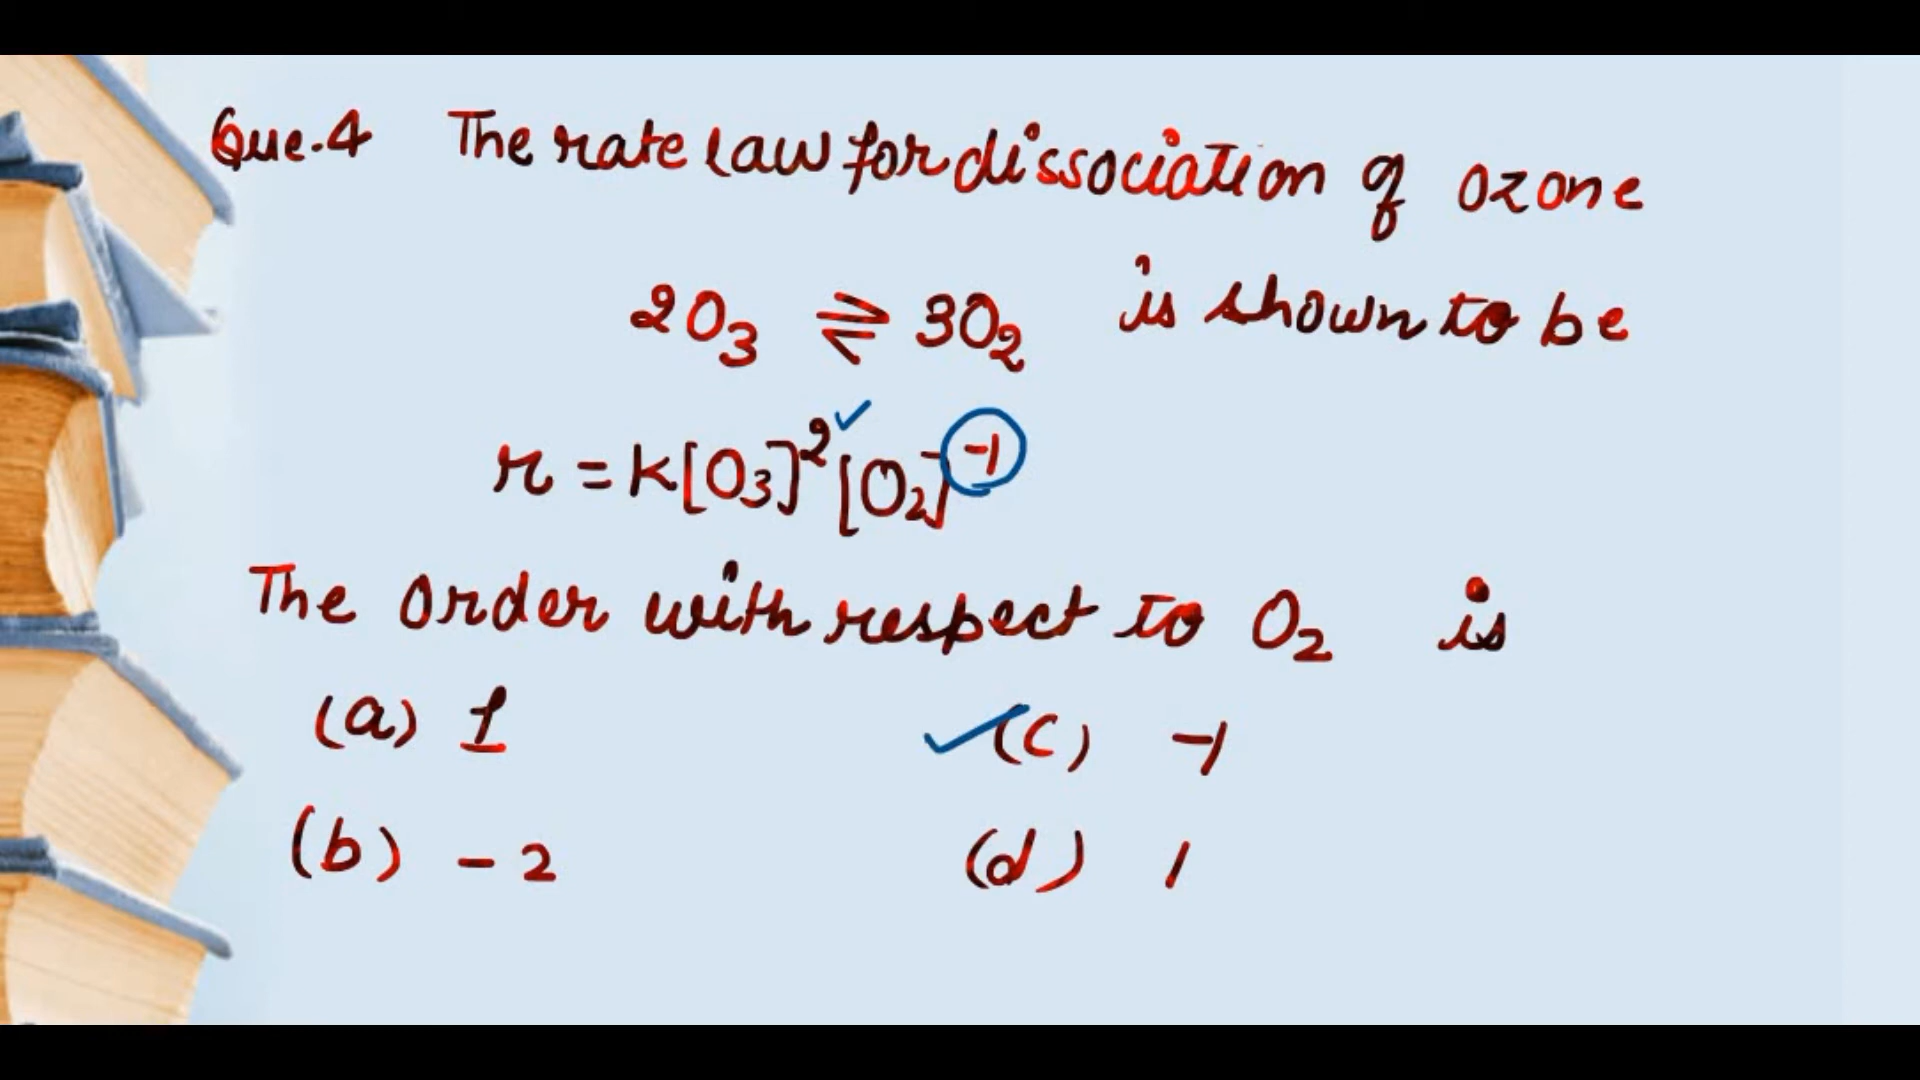 Que.4 The rate law for dissociation of ozone
2O₃ ⇌ 3O₂ is shown to be
r = K[O₃]²[O₂]⁻¹
The order with respect to O₂ is
(a) 1 (c) -1
(b) -2 (d) 1